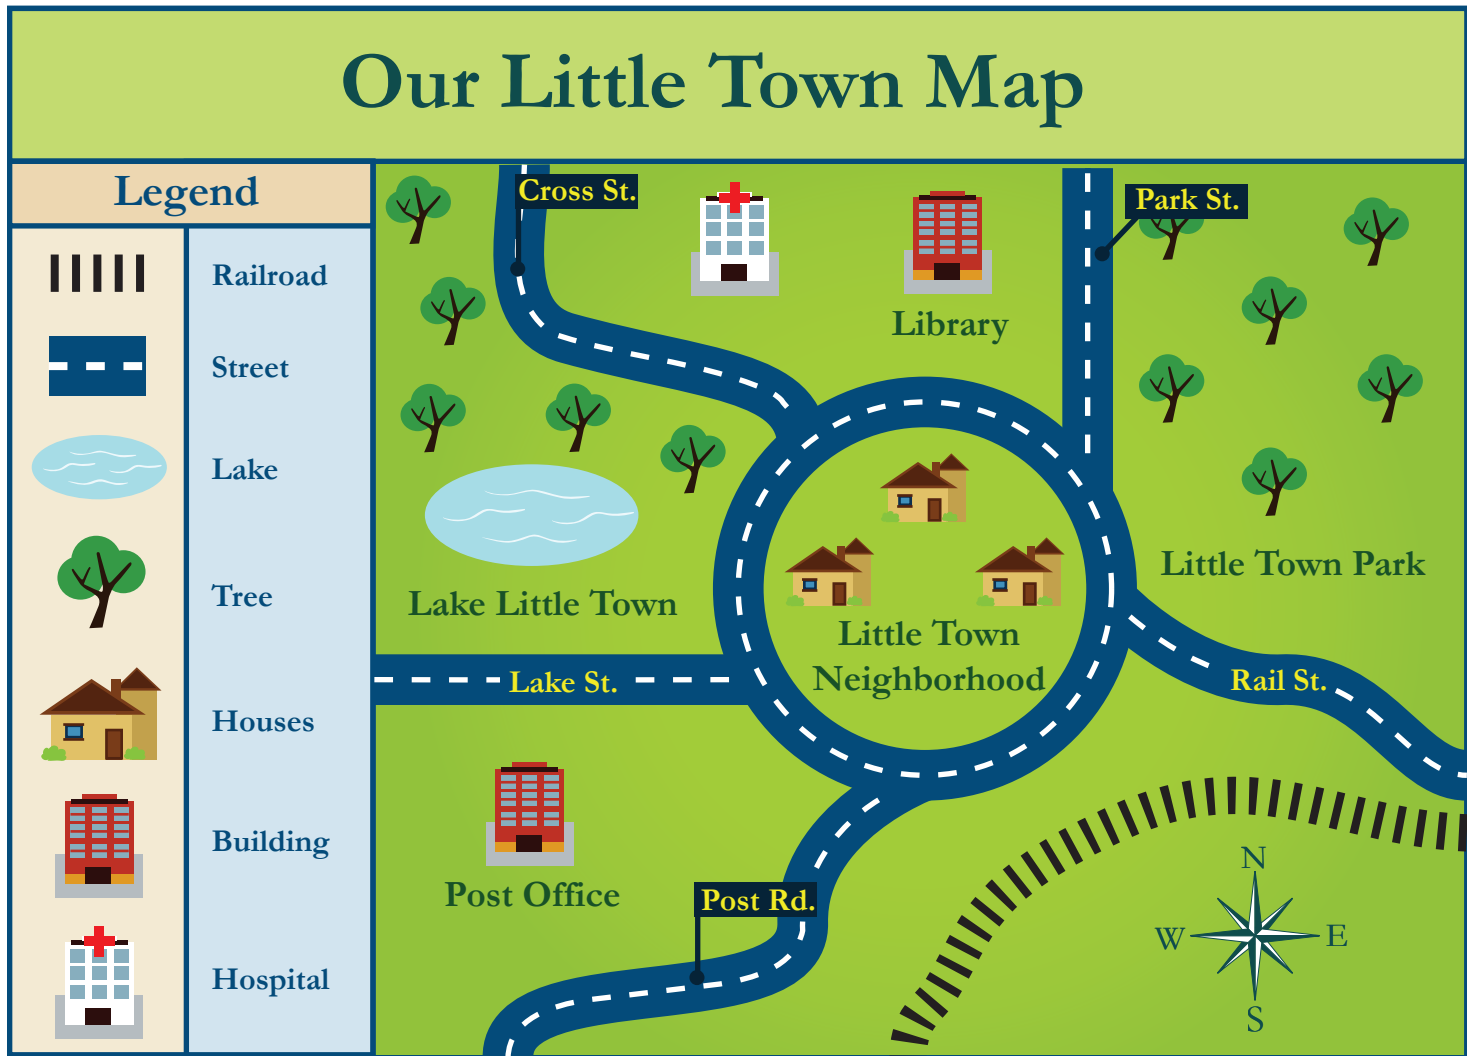 Our Little Town Map
Legend
Railroad
Street
Lake
Tree
Houses
Building
Hospital
Cross St.
Park St.
Library
Little Town Park
Lake Little Town
Little Town
Neighborhood
Lake St.
Rail St.
Post Office
Post Rd.
N
W
E
S